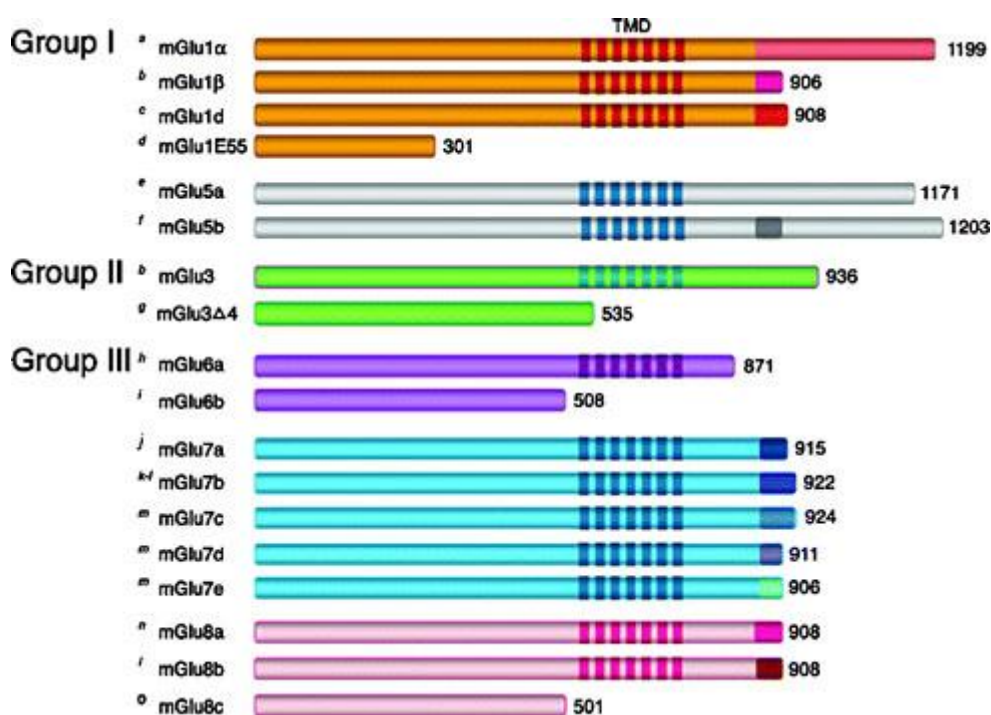 TMD
Group I a mGlu1α 1199
b mGlu1β 906
c mGlu1d 908
d mGlu1E55 301
e mGlu5a 1171
f mGlu5b 1203
Group II b mGlu3 936
g mGlu3Δ4 535
Group III h mGlu6a 871
i mGlu6b 508
j mGlu7a 915
k-l mGlu7b 922
m mGlu7c 924
m mGlu7d 911
m mGlu7e 906
n mGlu8a 908
l mGlu8b 908
o mGlu8c 501